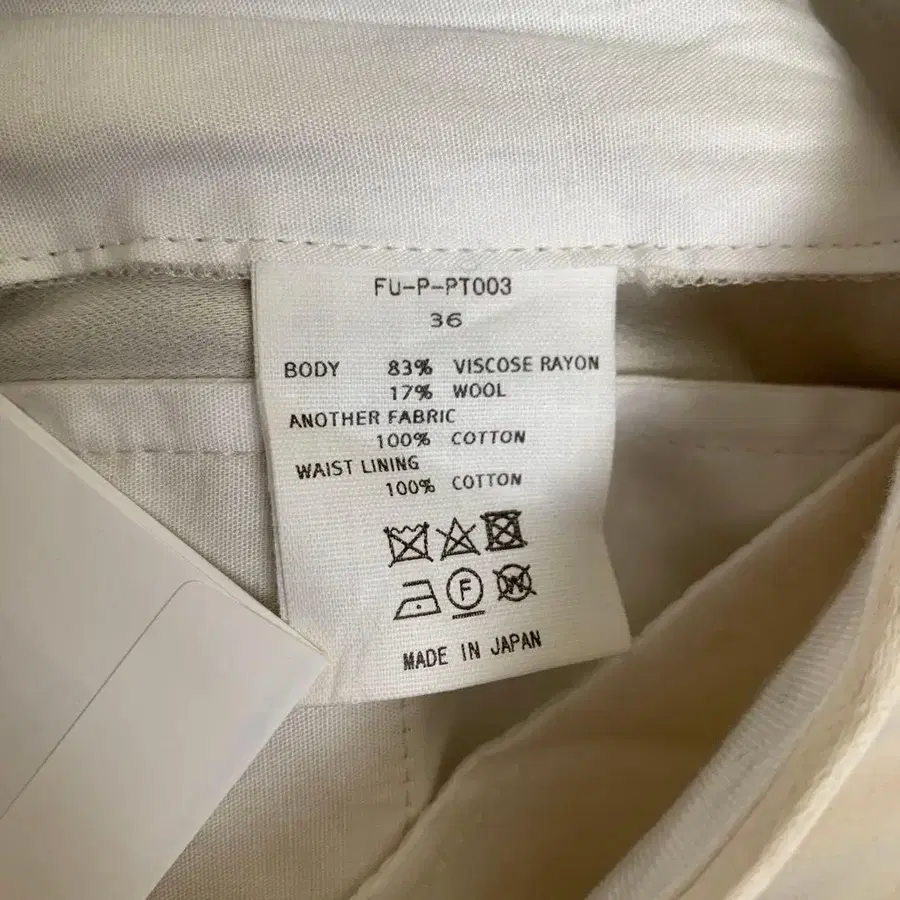 FU-P-PT003
36
BODY 83% VISCOSE RAYON
17% WOOL
ANOTHER FABRIC
100% COTTON
WAIST LINING
100% COTTON
F W
MADE IN JAPAN